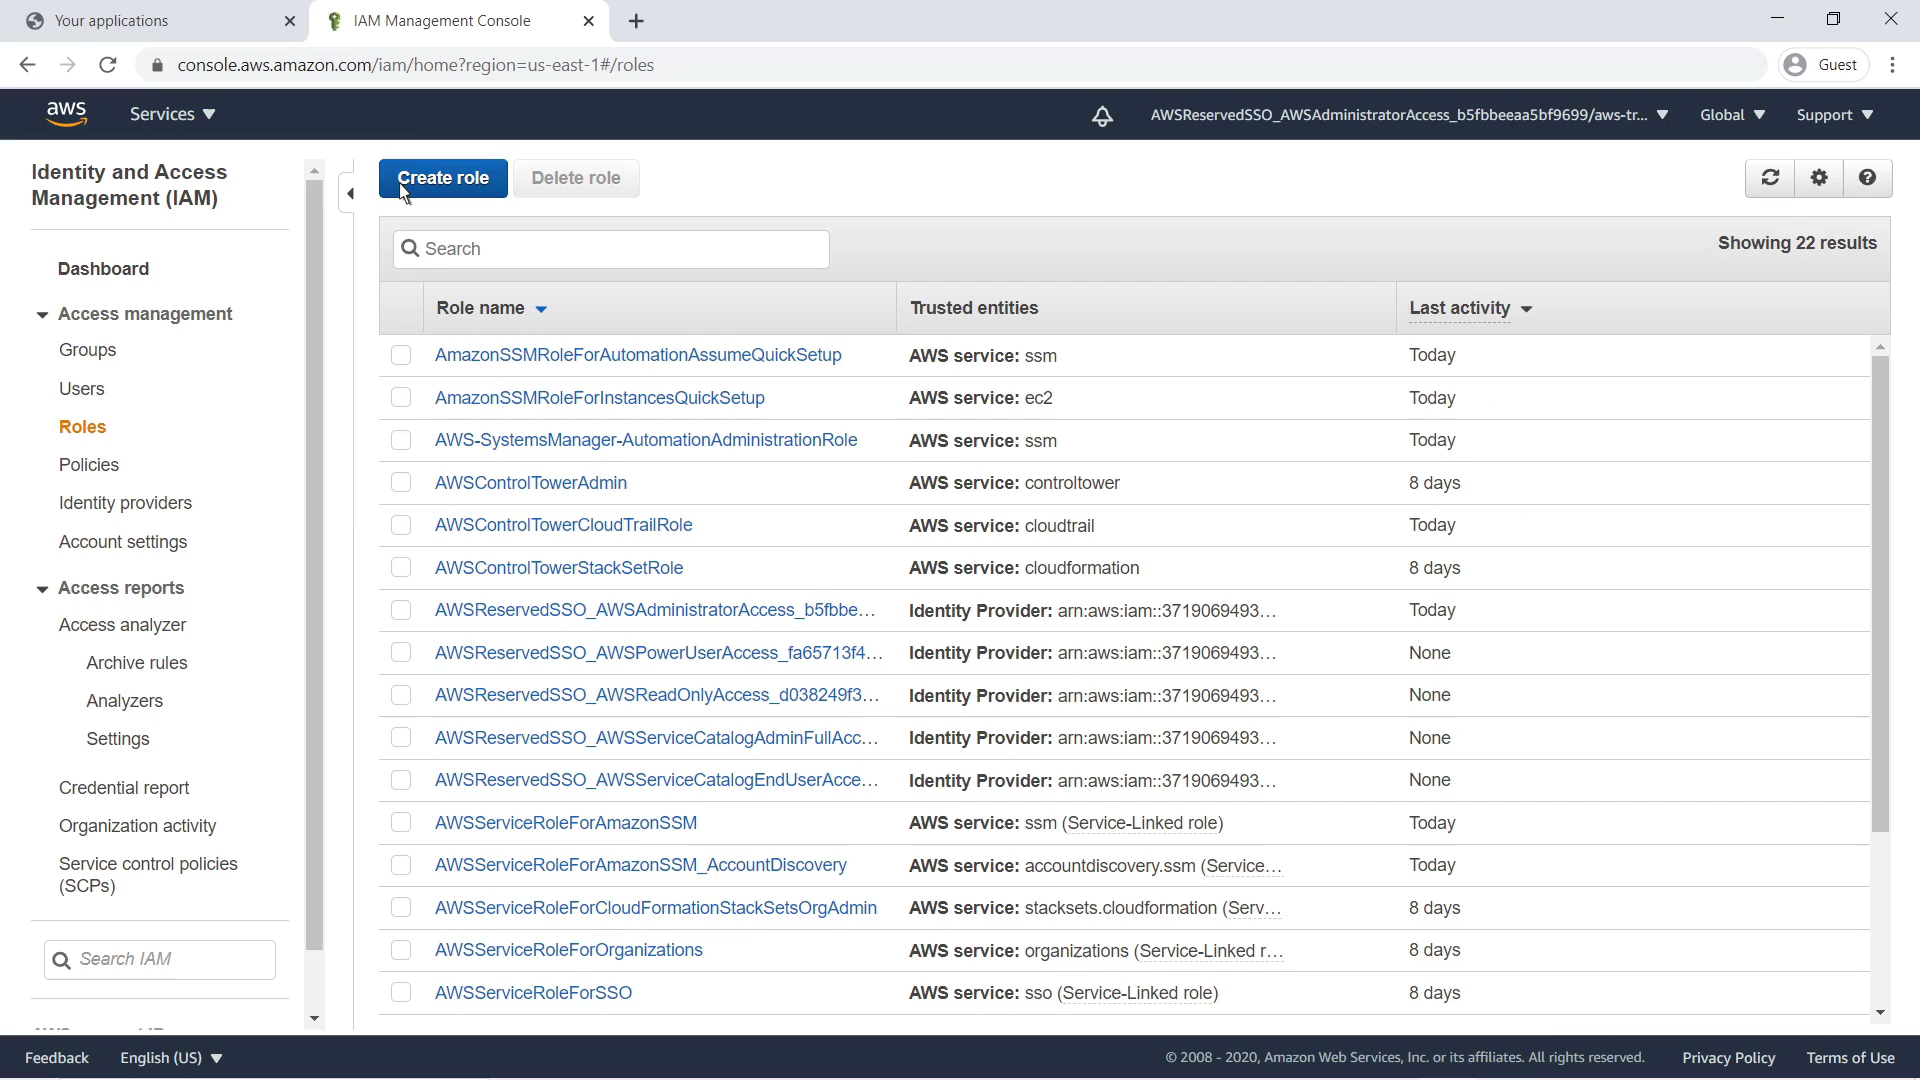 Your applications
IAM Management Console
console.aws.amazon.com/iam/home?region=us-east-1#/roles
Guest
aws
Services
AWSReservedSSO_AWSAdministratorAccess_b5fbbeeaa5bf9699/aws-tr...
Global
Support
Identity and Access
Management (IAM)
Dashboard
Access management
Groups
Users
Roles
Policies
Identity providers
Account settings
Access reports
Access analyzer
Archive rules
Analyzers
Settings
Credential report
Organization activity
Service control policies
(SCPs)
Search IAM
Create role
Delete role
Search
Showing 22 results
Role name Trusted entities Last activity
AmazonSSMRoleForAutomationAssumeQuickSetup AWS service: ssm Today
AmazonSSMRoleForInstancesQuickSetup AWS service: ec2 Today
AWS-SystemsManager-AutomationAdministrationRole AWS service: ssm Today
AWSControlTowerAdmin AWS service: controltower 8 days
AWSControlTowerCloudTrailRole AWS service: cloudtrail Today
AWSControlTowerStackSetRole AWS service: cloudformation 8 days
AWSReservedSSO_AWSAdministratorAccess_b5fbbe... Identity Provider: arn:aws:iam::3719069493... Today
AWSReservedSSO_AWSPowerUserAccess_fa65713f4... Identity Provider: arn:aws:iam::3719069493... None
AWSReservedSSO_AWSReadOnlyAccess_d038249f3... Identity Provider: arn:aws:iam::3719069493... None
AWSReservedSSO_AWSServiceCatalogAdminFullAcc... Identity Provider: arn:aws:iam::3719069493... None
AWSReservedSSO_AWSServiceCatalogEndUserAcce... Identity Provider: arn:aws:iam::3719069493... None
AWSServiceRoleForAmazonSSM AWS service: ssm (Service-Linked role) Today
AWSServiceRoleForAmazonSSM_AccountDiscovery AWS service: accountdiscovery.ssm (Service... Today
AWSServiceRoleForCloudFormationStackSetsOrgAdmin AWS service: stacksets.cloudformation (Serv... 8 days
AWSServiceRoleForOrganizations AWS service: organizations (Service-Linked r... 8 days
AWSServiceRoleForSSO AWS service: sso (Service-Linked role) 8 days
Feedback
English (US)
© 2008 - 2020, Amazon Web Services, Inc. or its affiliates. All rights reserved.
Privacy Policy
Terms of Use